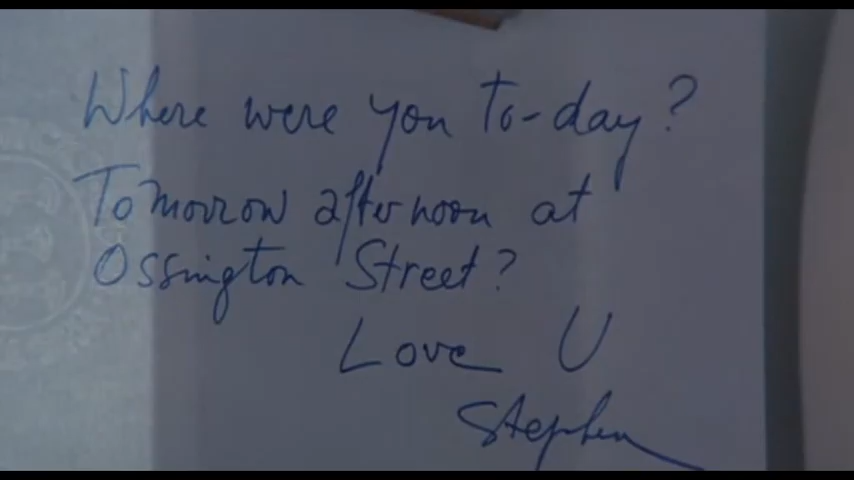 Where were you to-day?
Tomorrow afternoon at
Ossington Street?
Love U
Stephen